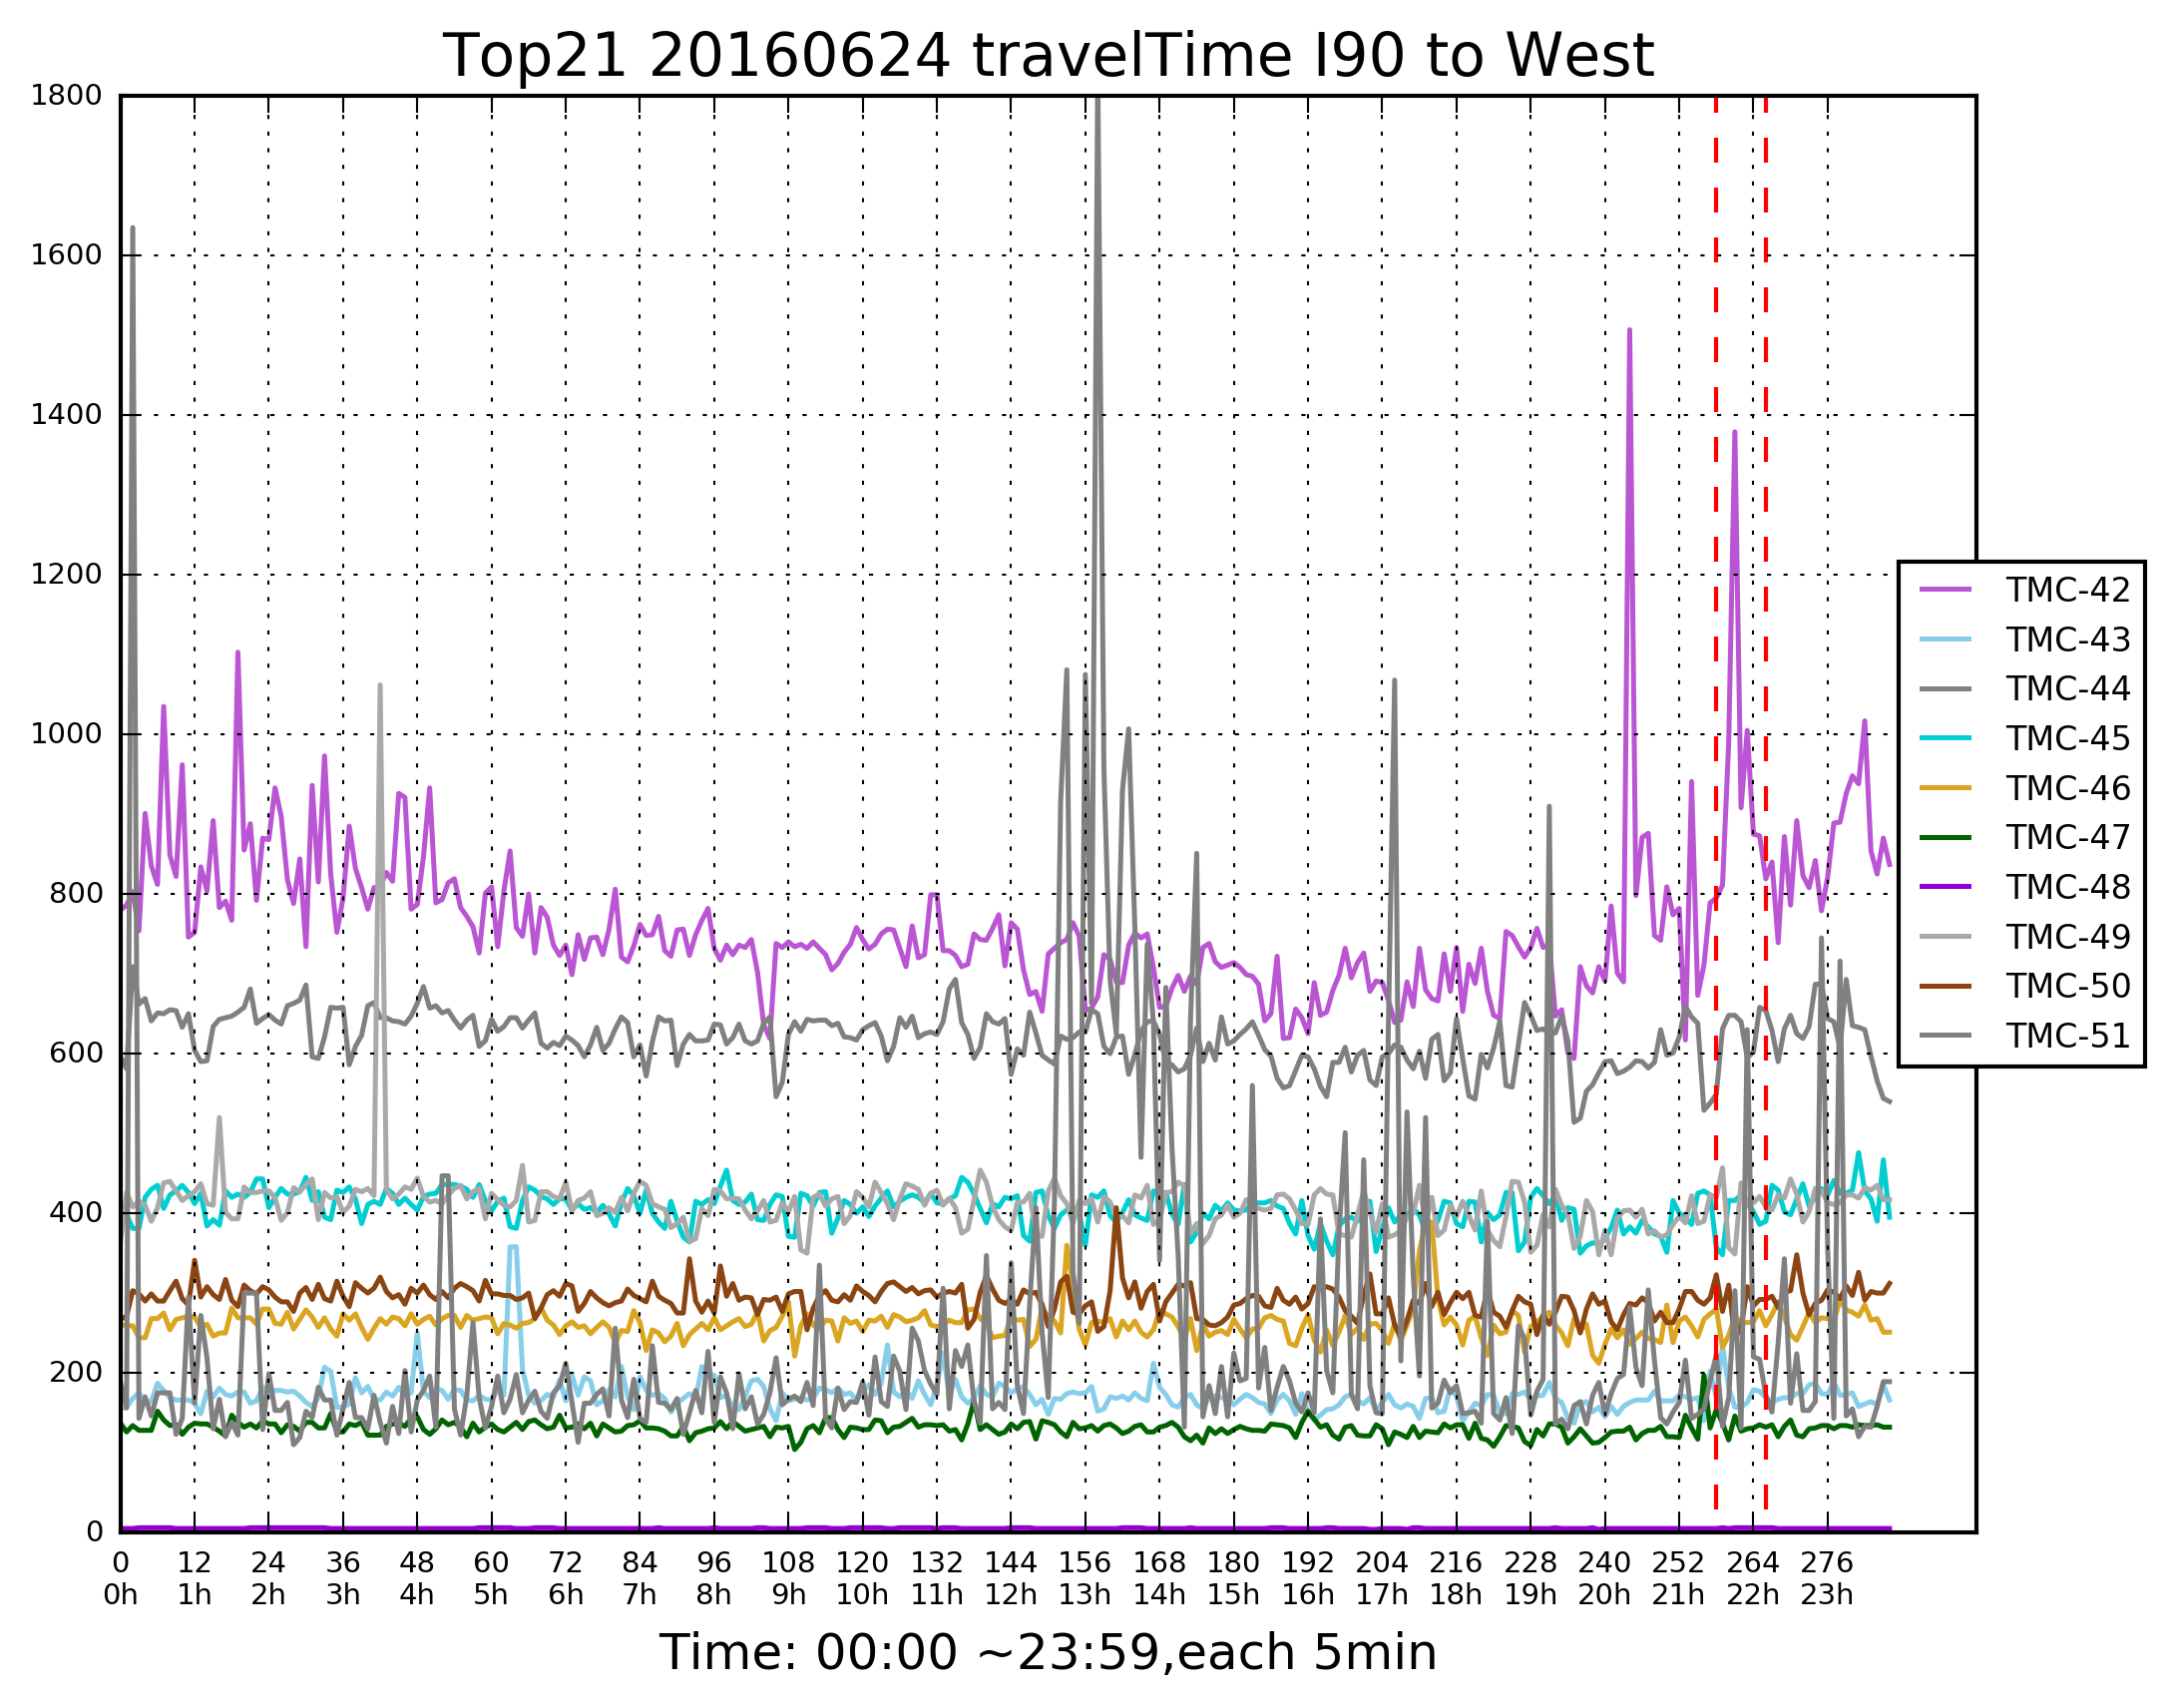 Top21 20160624 travelTime I90 to West
1800
1600
1400
1200
1000
800
600
400
200
0
TMC-42
TMC-43
TMC-44
TMC-45
TMC-46
TMC-47
TMC-48
TMC-49
TMC-50
TMC-51
0 12 24 36 48 60 72 84 96 108 120 132 144 156 168 180 192 204 216 228 240 252 264 276
0h 1h 2h 3h 4h 5h 6h 7h 8h 9h 10h 11h 12h 13h 14h 15h 16h 17h 18h 19h 20h 21h 22h 23h
Time: 00:00 ~23:59,each 5min